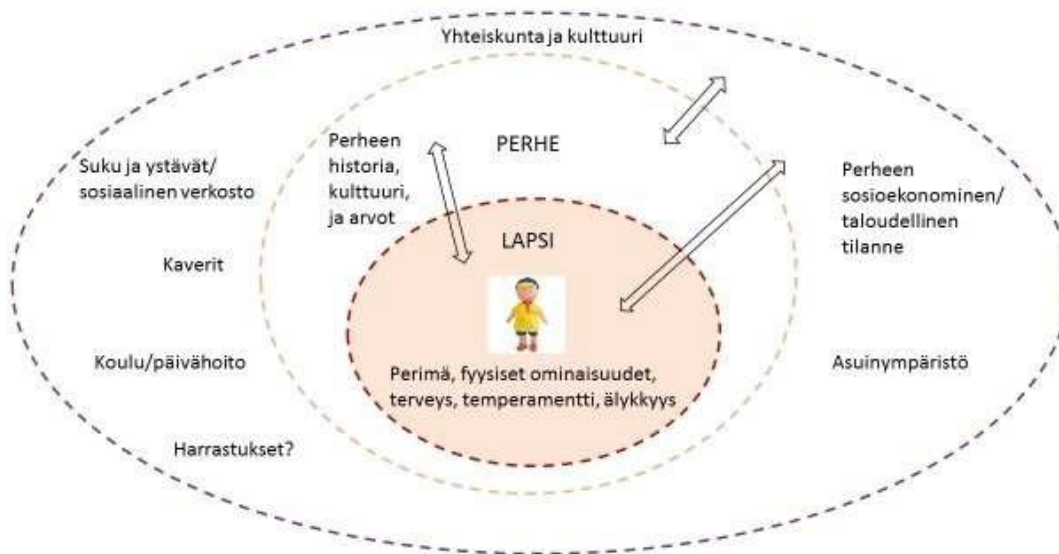 Yhteiskunta ja kulttuuri
Suku ja ystävät/
sosiaalinen verkosto
Kaverit
Koulu/päivähoito
Harrastukset?
Perheen
historia,
kulttuuri,
ja arvot
PERHE
LAPSI
Perimä, fyysiset ominaisuudet,
terveys, temperamentti, älykkyys
Perheen
sosioekonominen/
taloudellinen
tilanne
Asuinympäristö